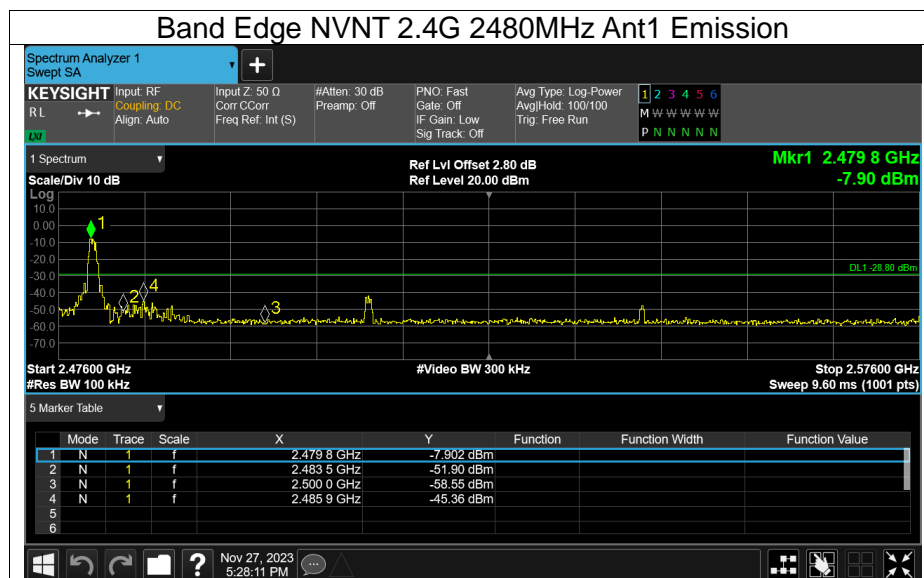 Band Edge NVNT 2.4G 2480MHz Ant1 Emission
Spectrum Analyzer 1
Swept SA
+
KEYSIGHT Input: RF Input Z: 50 Ω #Atten: 30 dB PNO: Fast Avg Type: Log-Power 1 2 3 4 5 6
R L Coupling: DC Corr CCorr Preamp: Off Gate: Off Avg|Hold: 100/100 M W W W W W
Align: Auto Freq Ref: Int (S) IF Gain: Low Trig: Free Run
LXI Sig Track: Off P N N N N N
1 Spectrum Ref Lvl Offset 2.80 dB Mkr1 2.479 8 GHz
Scale/Div 10 dB Ref Level 20.00 dBm -7.90 dBm
Log
10.0
0.00 1
-10.0
-20.0
-30.0 DL1 -28.80 dBm
-40.0 2 4
-50.0 3
-60.0
-70.0
Start 2.47600 GHz #Video BW 300 kHz Stop 2.57600 GHz
#Res BW 100 kHz Sweep 9.60 ms (1001 pts)
5 Marker Table
Mode Trace Scale X Y Function Function Width Function Value
1 N 1 f 2.479 8 GHz -7.902 dBm
2 N 1 f 2.483 5 GHz -51.90 dBm
3 N 1 f 2.500 0 GHz -58.55 dBm
4 N 1 f 2.485 9 GHz -45.36 dBm
5
6
? Nov 27, 2023
5:28:11 PM